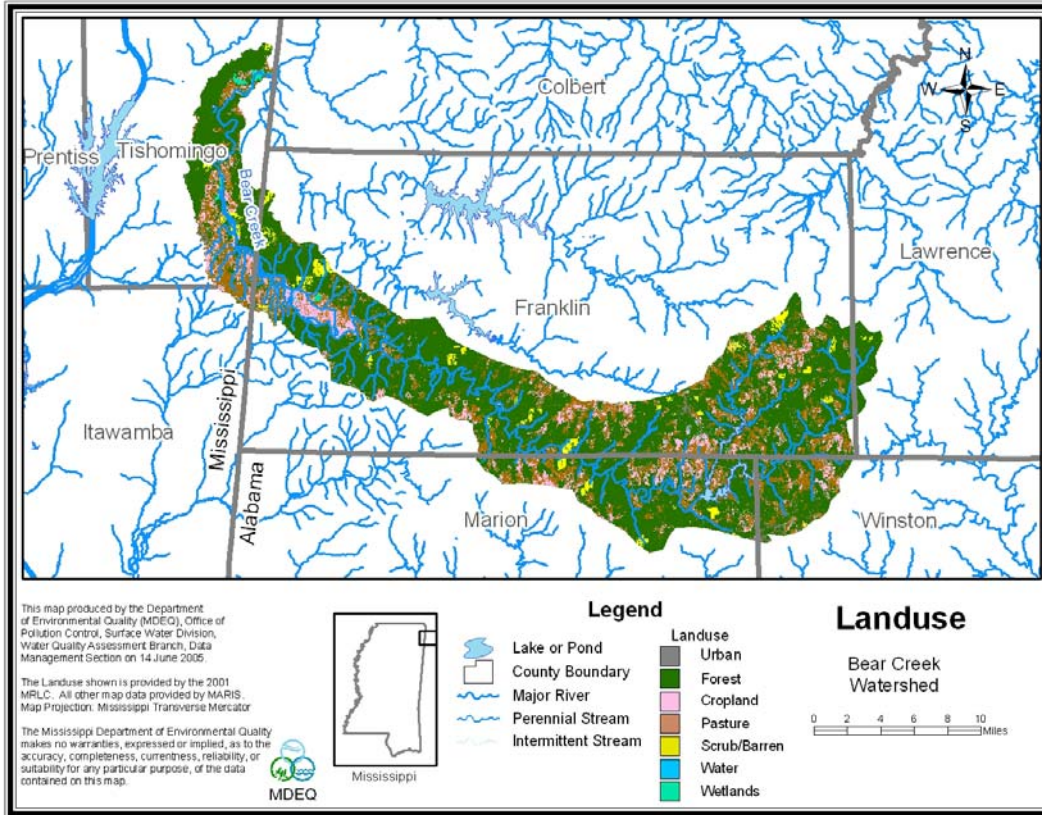 Colbert
N
W E
S
Prentiss
Tishomingo
Bear Creek
Lawrence
Franklin
Itawamba
Mississippi
Alabama
Marion
Winston
This map produced by the Department
of Environmental Quality (MDEQ), Office of
Pollution Control, Surface Water Division,
Water Quality Assessment Branch, Data
Management Section on 14 June 2005.
The Landuse shown is provided by the 2001
MRLC. All other map data provided by MARIS.
Map Projection: Mississippi Transverse Mercator
The Mississippi Department of Environmental Quality
makes no warranties, expressed or implied, as to the
accuracy, completeness, currentness, reliability, or
suitability for any particular purpose, of the data
contained on this map.
MDEQ
Mississippi
Legend
Lake or Pond
County Boundary
Major River
Perennial Stream
Intermittent Stream
Landuse
Urban
Forest
Cropland
Pasture
Scrub/Barren
Water
Wetlands
Landuse
Bear Creek
Watershed
0 2 4 6 8 10
Miles